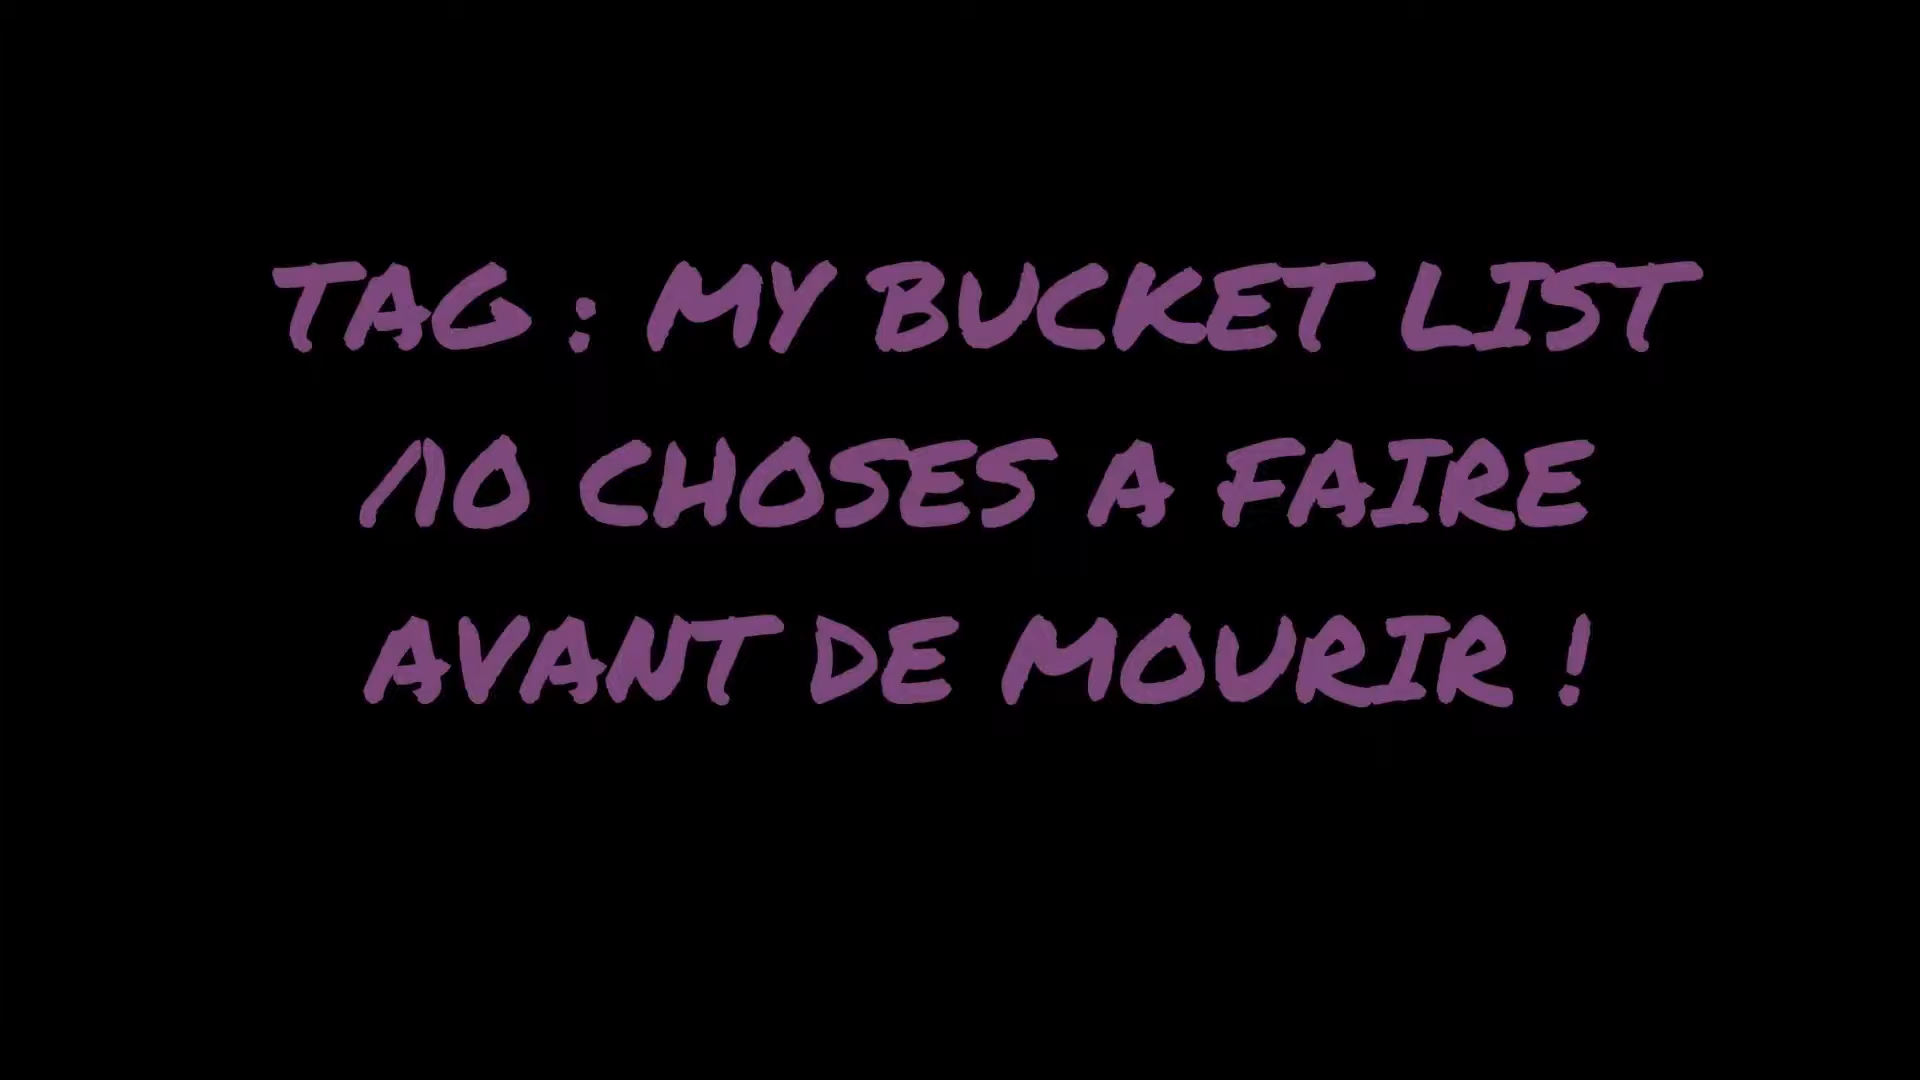 TAG : MY BUCKET LIST
/10 CHOSES A FAIRE
AVANT DE MOURIR !